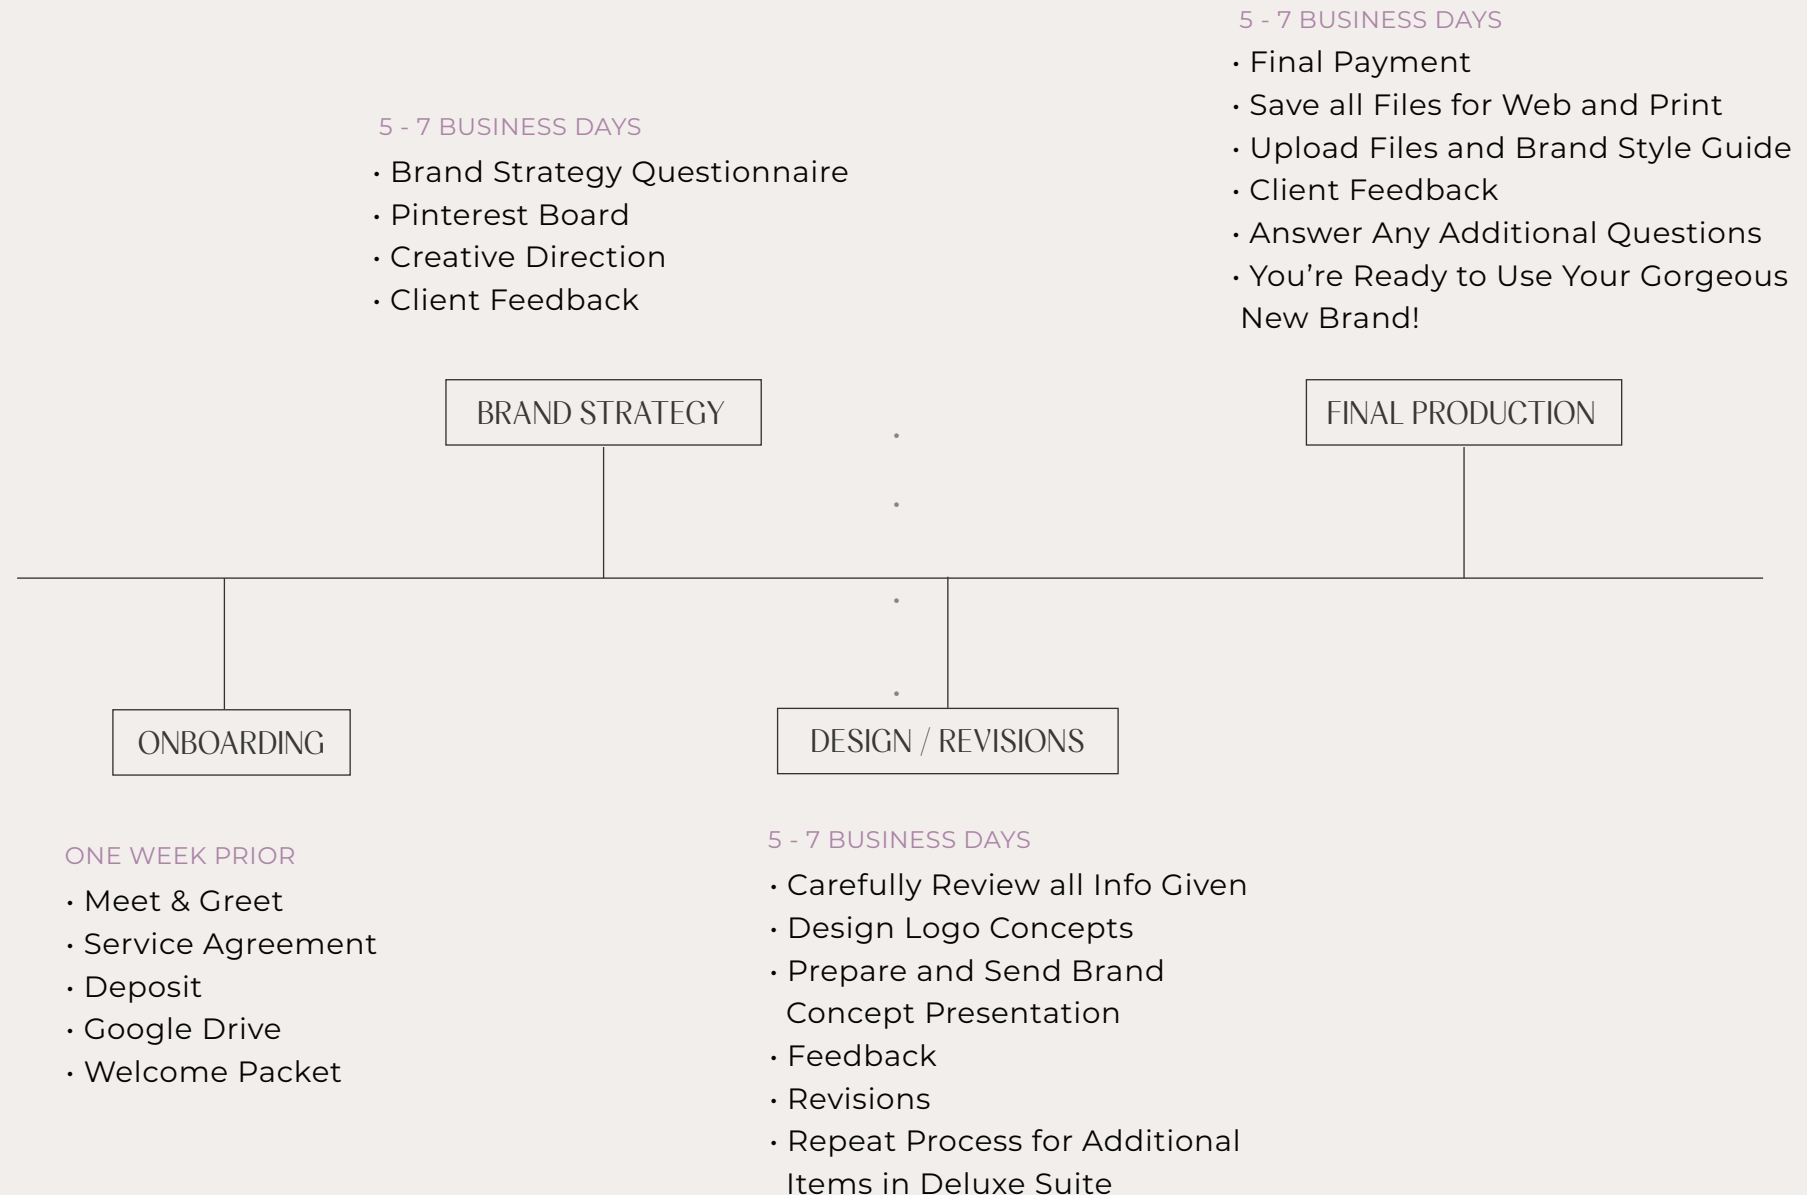 5 - 7 BUSINESS DAYS
• Final Payment
• Save all Files for Web and Print
• Upload Files and Brand Style Guide
• Client Feedback
• Answer Any Additional Questions
• You’re Ready to Use Your Gorgeous
New Brand!
5 - 7 BUSINESS DAYS
• Brand Strategy Questionnaire
• Pinterest Board
• Creative Direction
• Client Feedback
BRAND STRATEGY
FINAL PRODUCTION
ONBOARDING
DESIGN / REVISIONS
ONE WEEK PRIOR
• Meet & Greet
• Service Agreement
• Deposit
• Google Drive
• Welcome Packet
5 - 7 BUSINESS DAYS
• Carefully Review all Info Given
• Design Logo Concepts
• Prepare and Send Brand
Concept Presentation
• Feedback
• Revisions
• Repeat Process for Additional
Items in Deluxe Suite